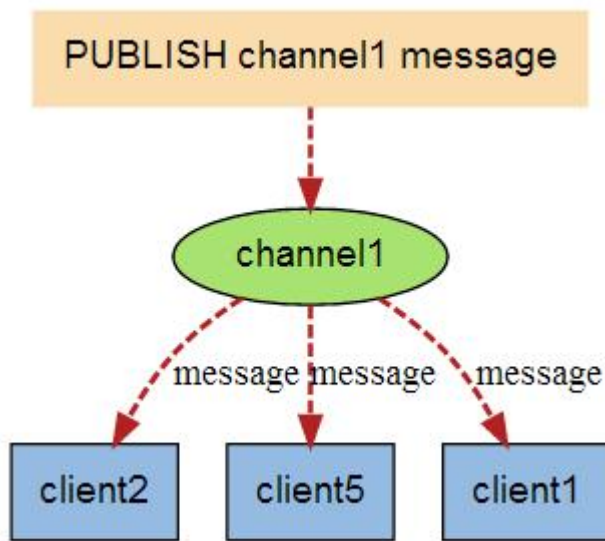 PUBLISH channel1 message
channel1
message message message
client2 client5 client1